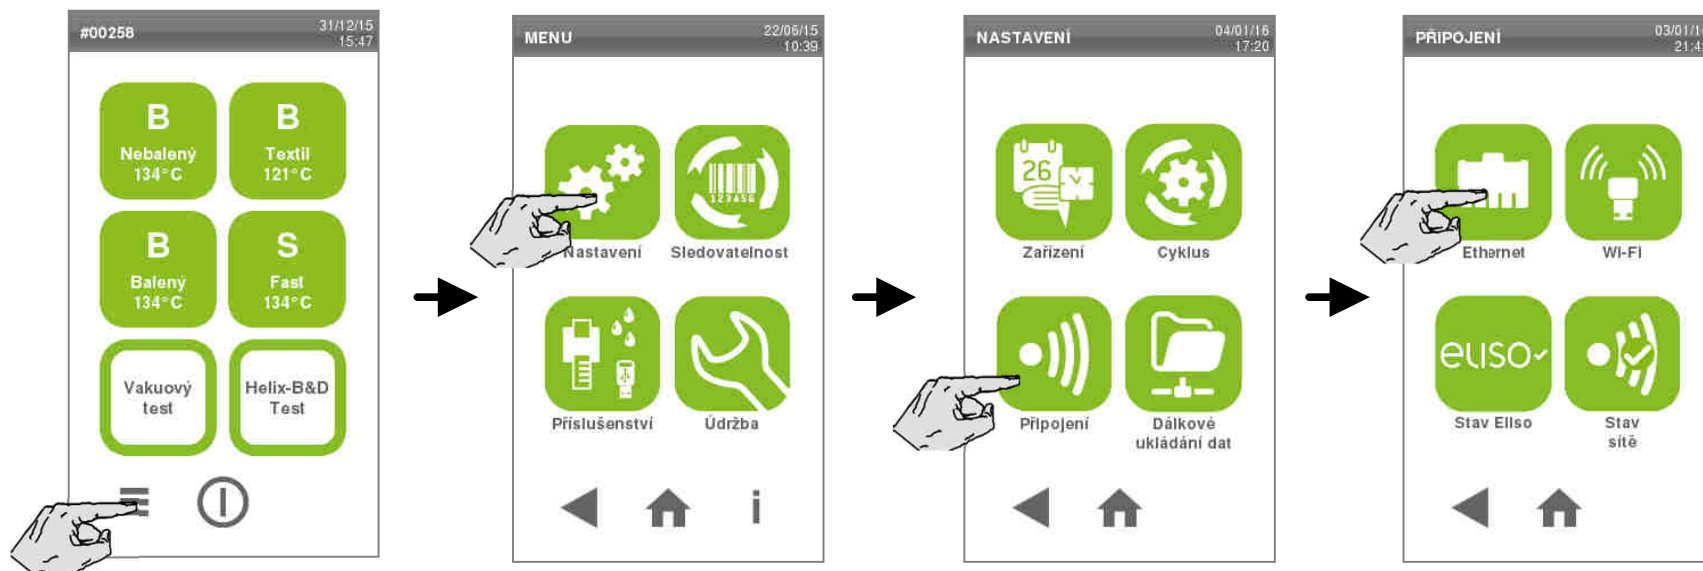 #00258
31/12/15
15:47
B
Nebalený
134°C
B
Textil
121°C
B
Balený
134°C
S
Fast
134°C
Vakuový
test
Helix-B&D
Test
MENU
22/06/15
10:39
123456
Nastavení
Sledovatelnost
Příslušenství
Údržba
i
NASTAVENÍ
04/01/16
17:20
26
Zařízení
Cyklus
Připojení
Dálkové
ukládání dat
PŘIPOJENÍ
Ethernet
Wi-Fi
eliso
Stav Eliso
Stav
sítě